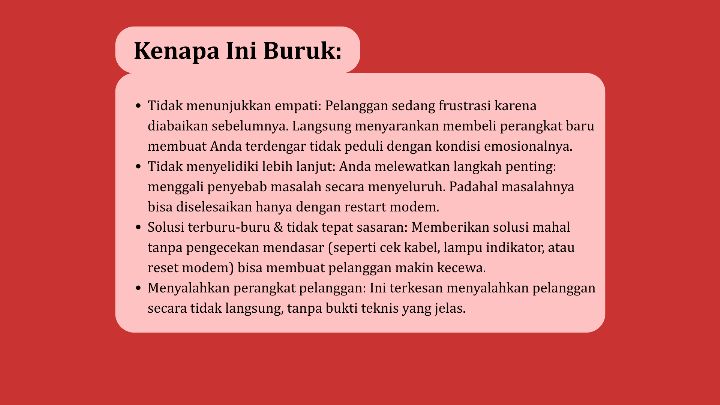 Kenapa Ini Buruk:
• Tidak menunjukkan empati: Pelanggan sedang frustrasi karena
diabaikan sebelumnya. Langsung menyarankan membeli perangkat baru
membuat Anda terdengar tidak peduli dengan kondisi emosionalnya.
• Tidak menyelidiki lebih lanjut: Anda melewatkan langkah penting:
menggali penyebab masalah secara menyeluruh. Padahal masalahnya
bisa diselesaikan hanya dengan restart modem.
• Solusi terburu-buru & tidak tepat sasaran: Memberikan solusi mahal
tanpa pengecekan mendasar (seperti cek kabel, lampu indikator, atau
reset modem) bisa membuat pelanggan makin kecewa.
• Menyalahkan perangkat pelanggan: Ini terkesan menyalahkan pelanggan
secara tidak langsung, tanpa bukti teknis yang jelas.